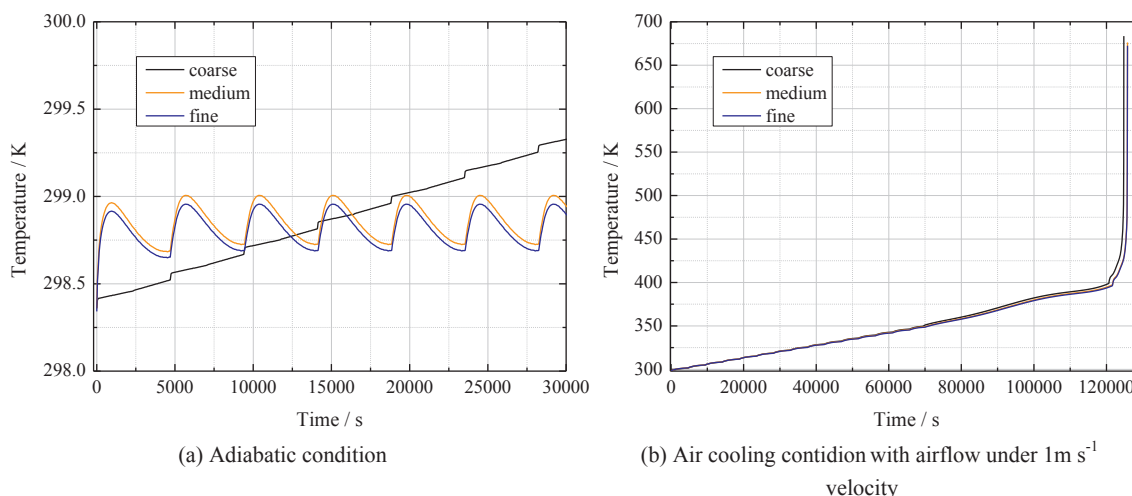 300.0
299.5
299.0
298.5
298.0
Temperature / K
coarse
medium
fine
0 5000 10000 15000 20000 25000 30000
Time / s
(a) Adiabatic condition
700
650
600
550
500
450
400
350
300
Temperature / K
coarse
medium
fine
0 20000 40000 60000 80000 100000 120000
Time / s
(b) Air cooling contidion with airflow under 1m s⁻¹
velocity